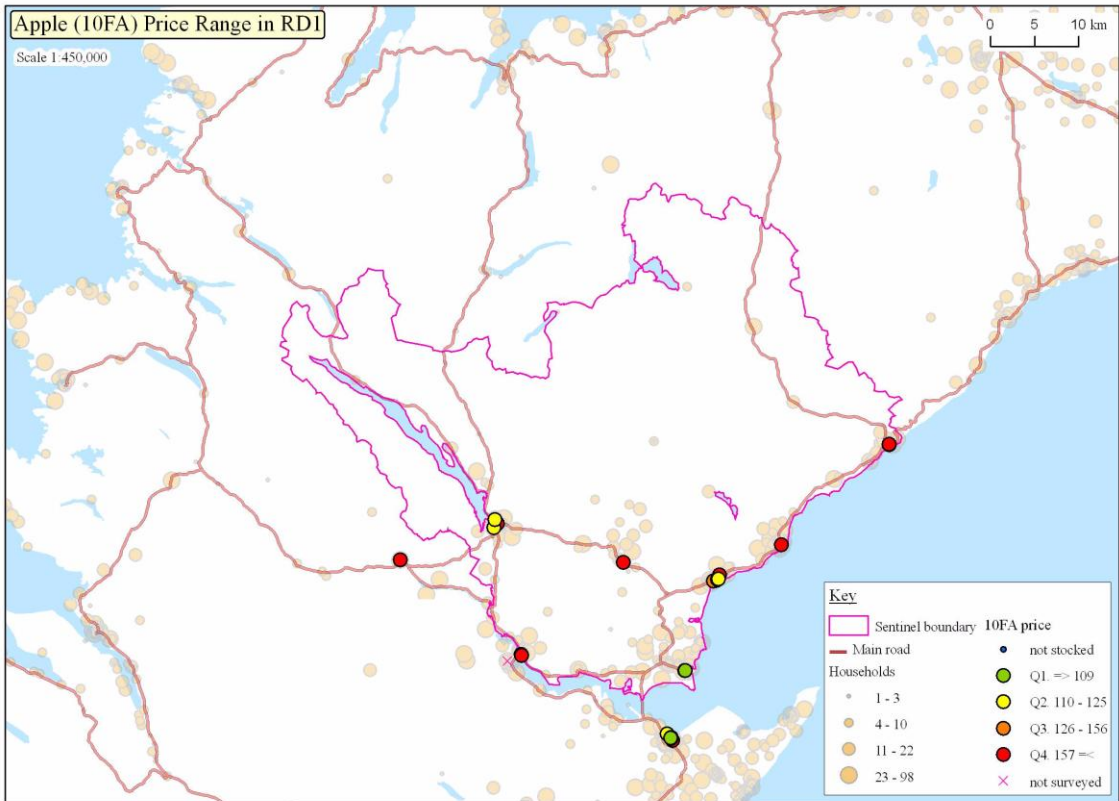 Apple (10FA) Price Range in RD1
Scale 1:450,000
0 5 10 km
Key
Sentinel boundary
Main road
Households
1 - 3
4 - 10
11 - 22
23 - 98
10FA price
not stocked
Q1. => 109
Q2. 110 - 125
Q3. 126 - 156
Q4. 157 =<
not surveyed